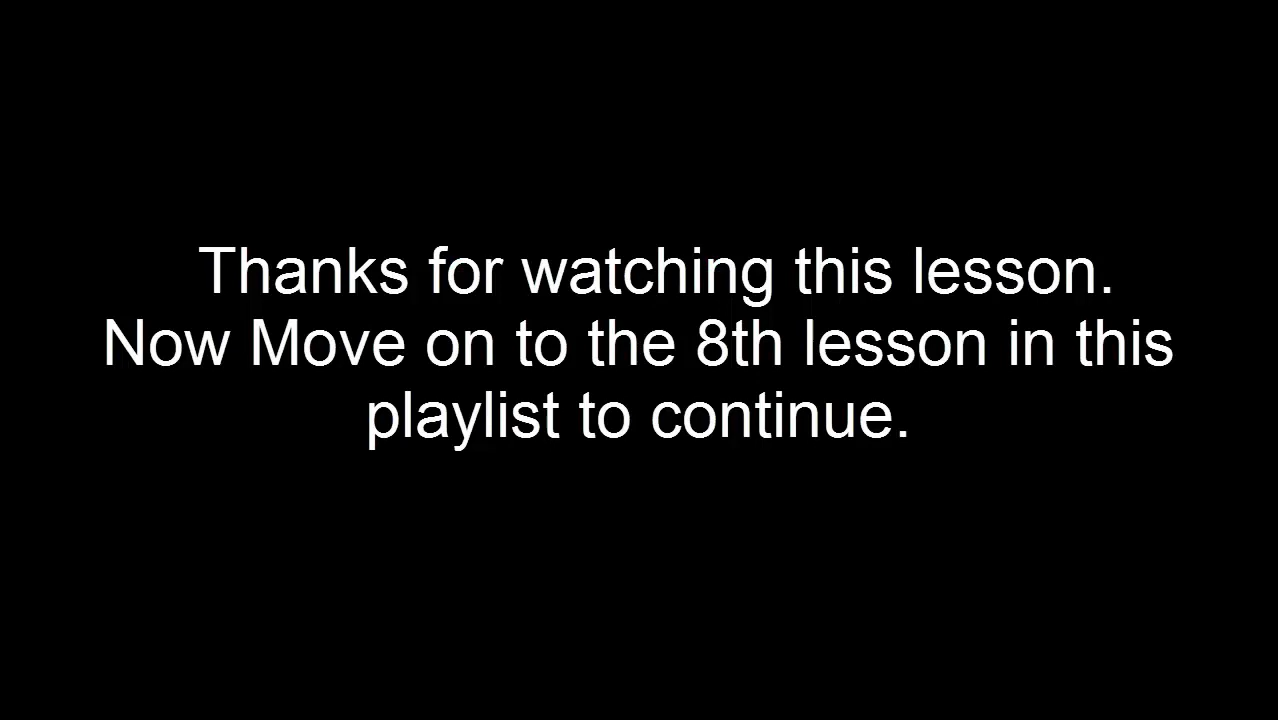 Thanks for watching this lesson.
Now Move on to the 8th lesson in this
playlist to continue.